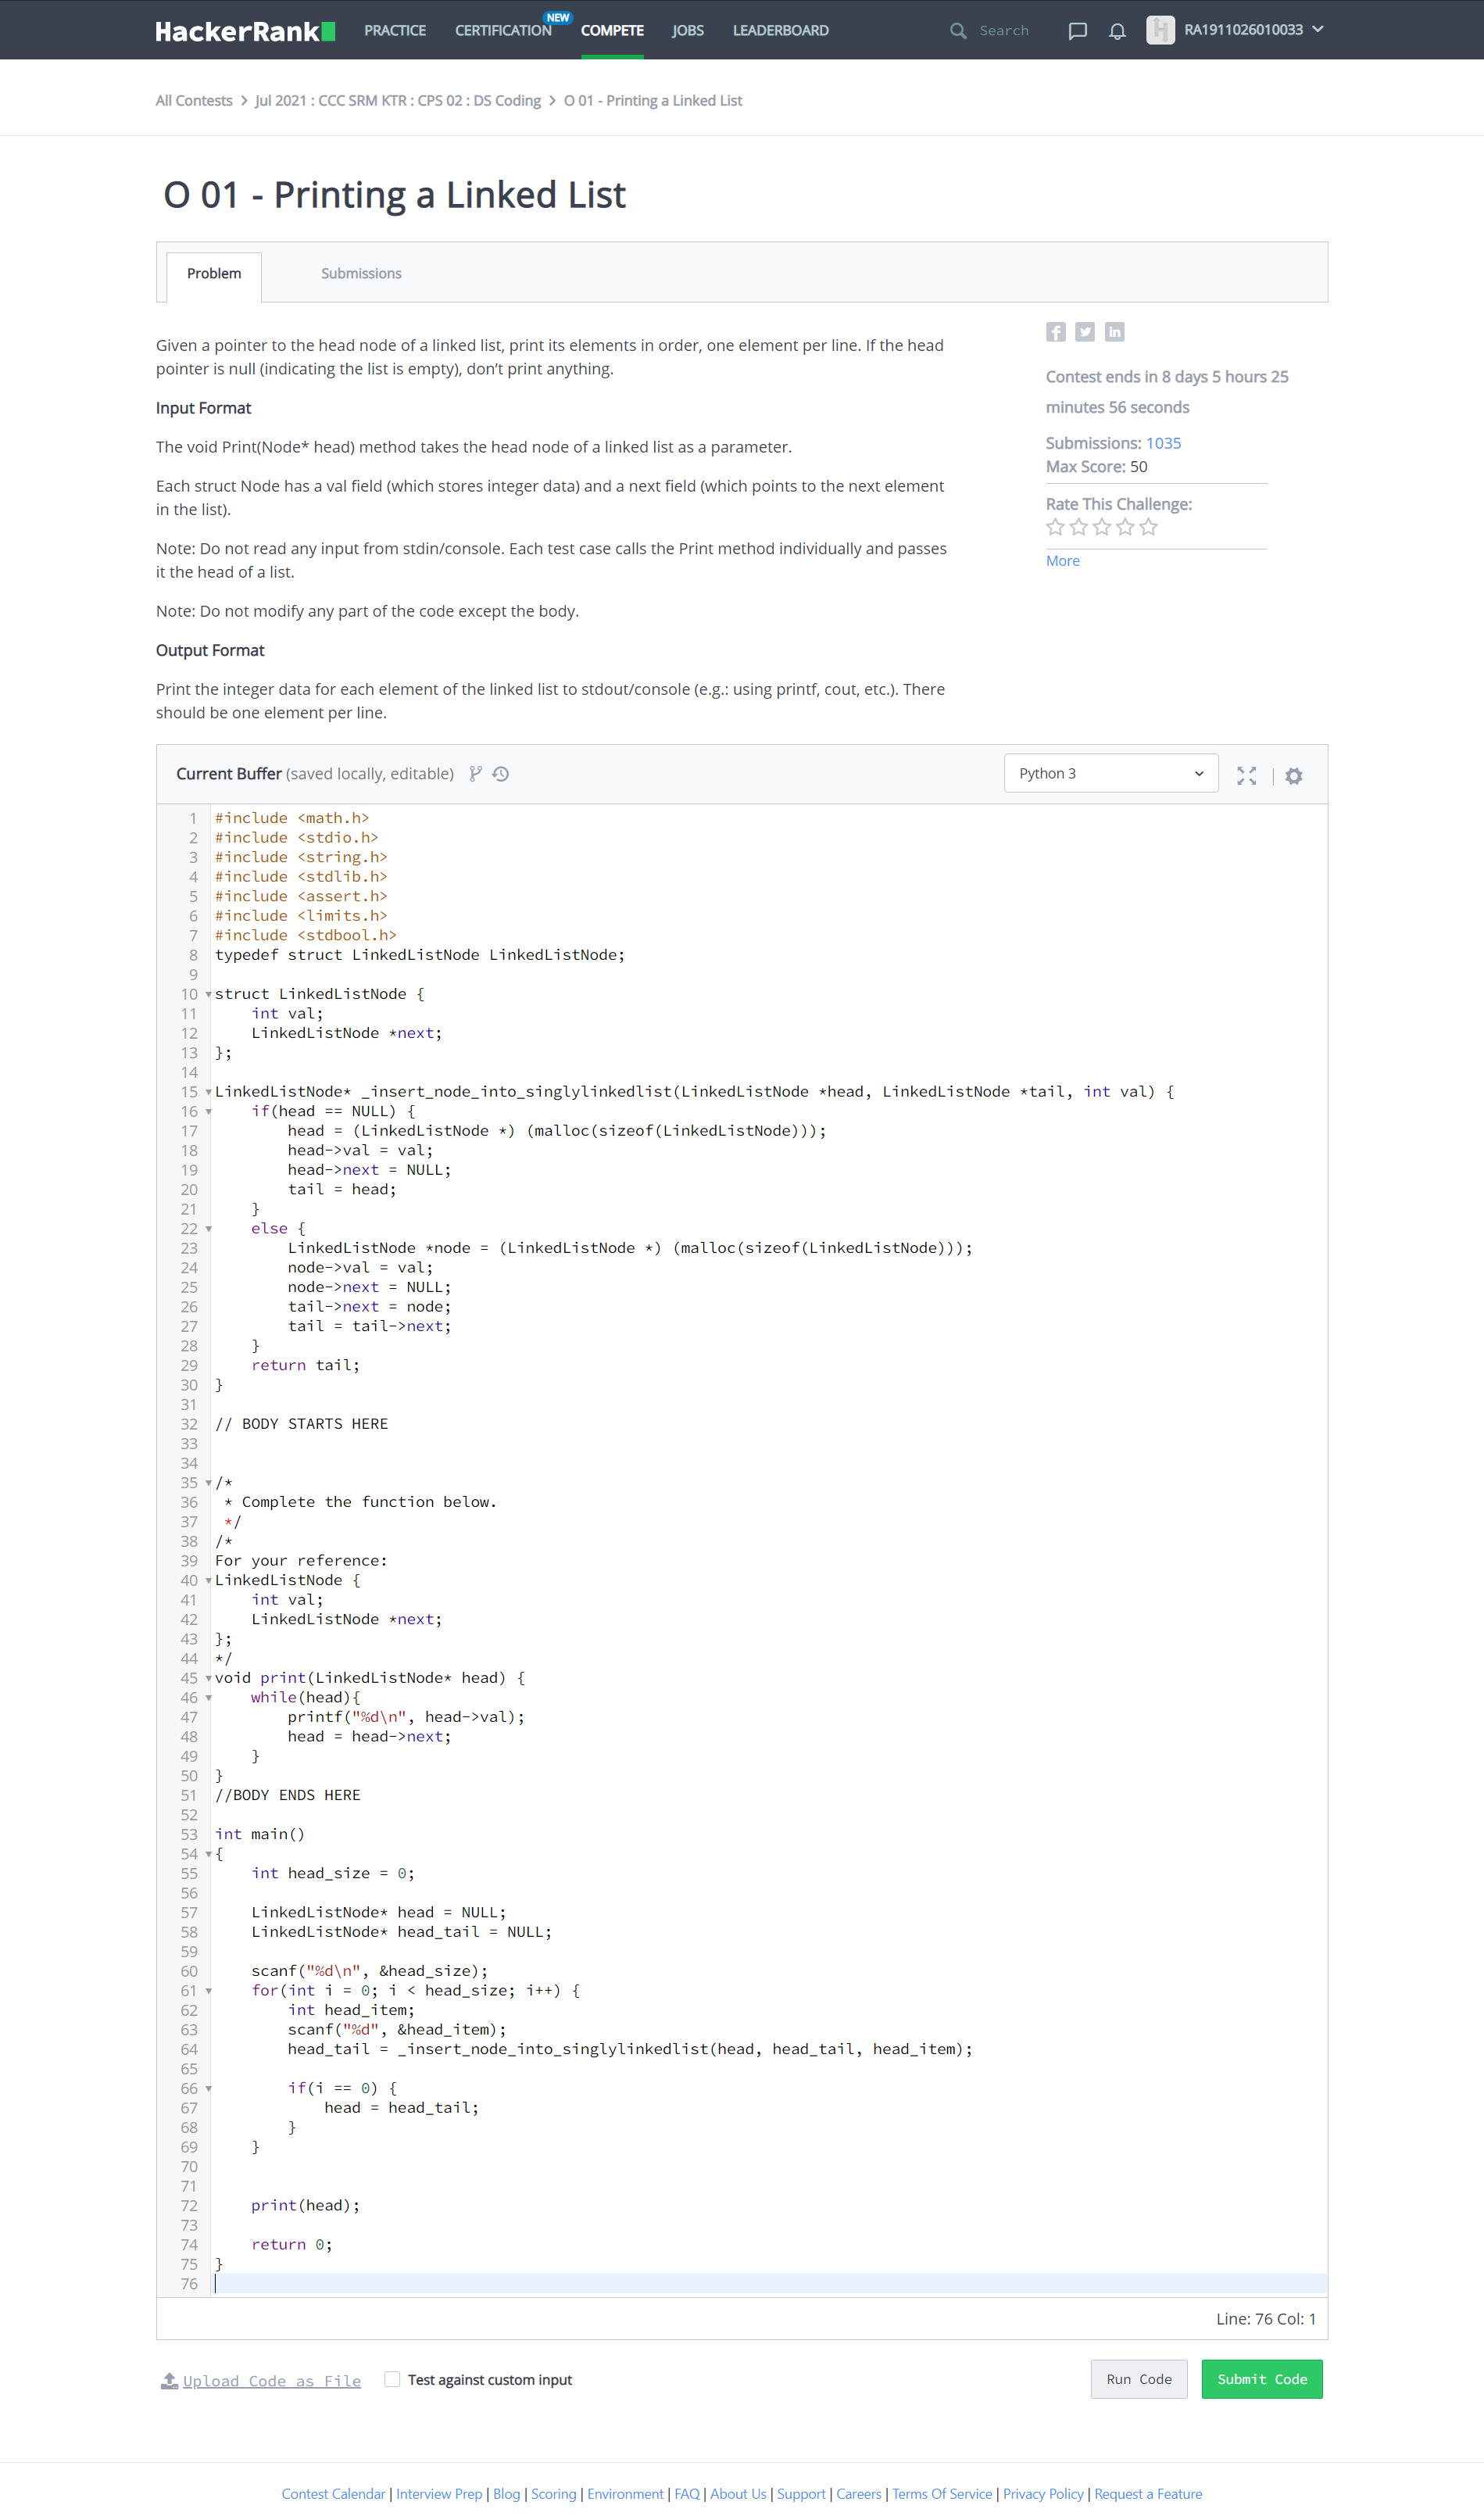 HackerRank PRACTICE CERTIFICATION NEW COMPETE JOBS LEADERBOARD Search RA1911026010033
All Contests > Jul 2021 : CCC SRM KTR : CPS 02 : DS Coding > O 01 - Printing a Linked List
O 01 - Printing a Linked List
Problem Submissions
Given a pointer to the head node of a linked list, print its elements in order, one element per line. If the head
pointer is null (indicating the list is empty), don’t print anything.
Input Format
The void Print(Node* head) method takes the head node of a linked list as a parameter.
Each struct Node has a val field (which stores integer data) and a next field (which points to the next element
in the list).
Note: Do not read any input from stdin/console. Each test case calls the Print method individually and passes
it the head of a list.
Note: Do not modify any part of the code except the body.
Output Format
Print the integer data for each element of the linked list to stdout/console (e.g.: using printf, cout, etc.). There
should be one element per line.
Contest ends in 8 days 5 hours 25
minutes 56 seconds
Submissions: 1035
Max Score: 50
Rate This Challenge:
More
Current Buffer (saved locally, editable) Python 3
1 #include <math.h>
2 #include <stdio.h>
3 #include <string.h>
4 #include <stdlib.h>
5 #include <assert.h>
6 #include <limits.h>
7 #include <stdbool.h>
8 typedef struct LinkedListNode LinkedListNode;
9
10 struct LinkedListNode {
11     int val;
12     LinkedListNode *next;
13 };
14
15 LinkedListNode* _insert_node_into_singlylinkedlist(LinkedListNode *head, LinkedListNode *tail, int val) {
16     if(head == NULL) {
17         head = (LinkedListNode *) (malloc(sizeof(LinkedListNode)));
18         head->val = val;
19         head->next = NULL;
20         tail = head;
21     }
22     else {
23         LinkedListNode *node = (LinkedListNode *) (malloc(sizeof(LinkedListNode)));
24         node->val = val;
25         node->next = NULL;
26         tail->next = node;
27         tail = tail->next;
28     }
29     return tail;
30 }
31
32 // BODY STARTS HERE
33
34
35 /*
36  * Complete the function below.
37  */
38 /*
39 For your reference:
40 LinkedListNode {
41     int val;
42     LinkedListNode *next;
43 };
44 */
45 void print(LinkedListNode* head) {
46     while(head){
47         printf("%d\n", head->val);
48         head = head->next;
49     }
50 }
51 //BODY ENDS HERE
52
53 int main()
54 {
55     int head_size = 0;
56
57     LinkedListNode* head = NULL;
58     LinkedListNode* head_tail = NULL;
59
60     scanf("%d\n", &head_size);
61     for(int i = 0; i < head_size; i++) {
62         int head_item;
63         scanf("%d", &head_item);
64         head_tail = _insert_node_into_singlylinkedlist(head, head_tail, head_item);
65
66         if(i == 0) {
67             head = head_tail;
68         }
69     }
70
71
72     print(head);
73
74     return 0;
75 }
76
Line: 76 Col: 1
Upload Code as File Test against custom input Run Code Submit Code
Contest Calendar | Interview Prep | Blog | Scoring | Environment | FAQ | About Us | Support | Careers | Terms Of Service | Privacy Policy | Request a Feature